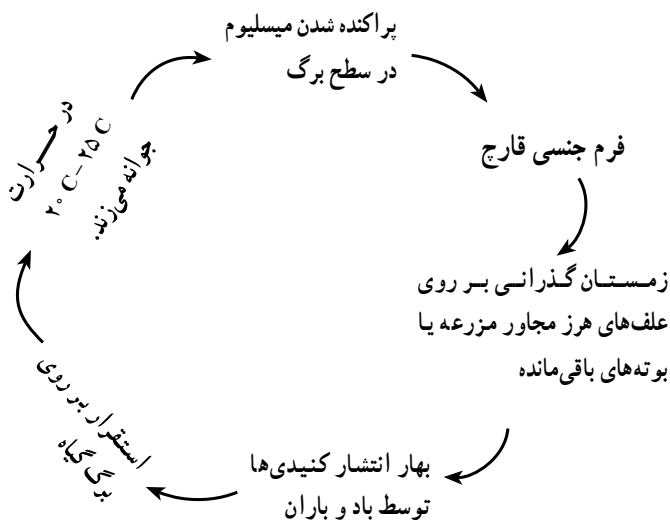 پراکنده شدن میسلیوم
در سطح برگ
فرم جنسی قارچ
زمستان گذرانی بر روی
علف‌های هرز مجاور مزرعه یا
بوته‌های باقی‌مانده
بهار انتشار کنیدی‌ها
توسط باد و باران
استقرار بر روی
برگ گیاه
در حرارت
۲۰ C – ۲۵ C
جوانه می‌زند.